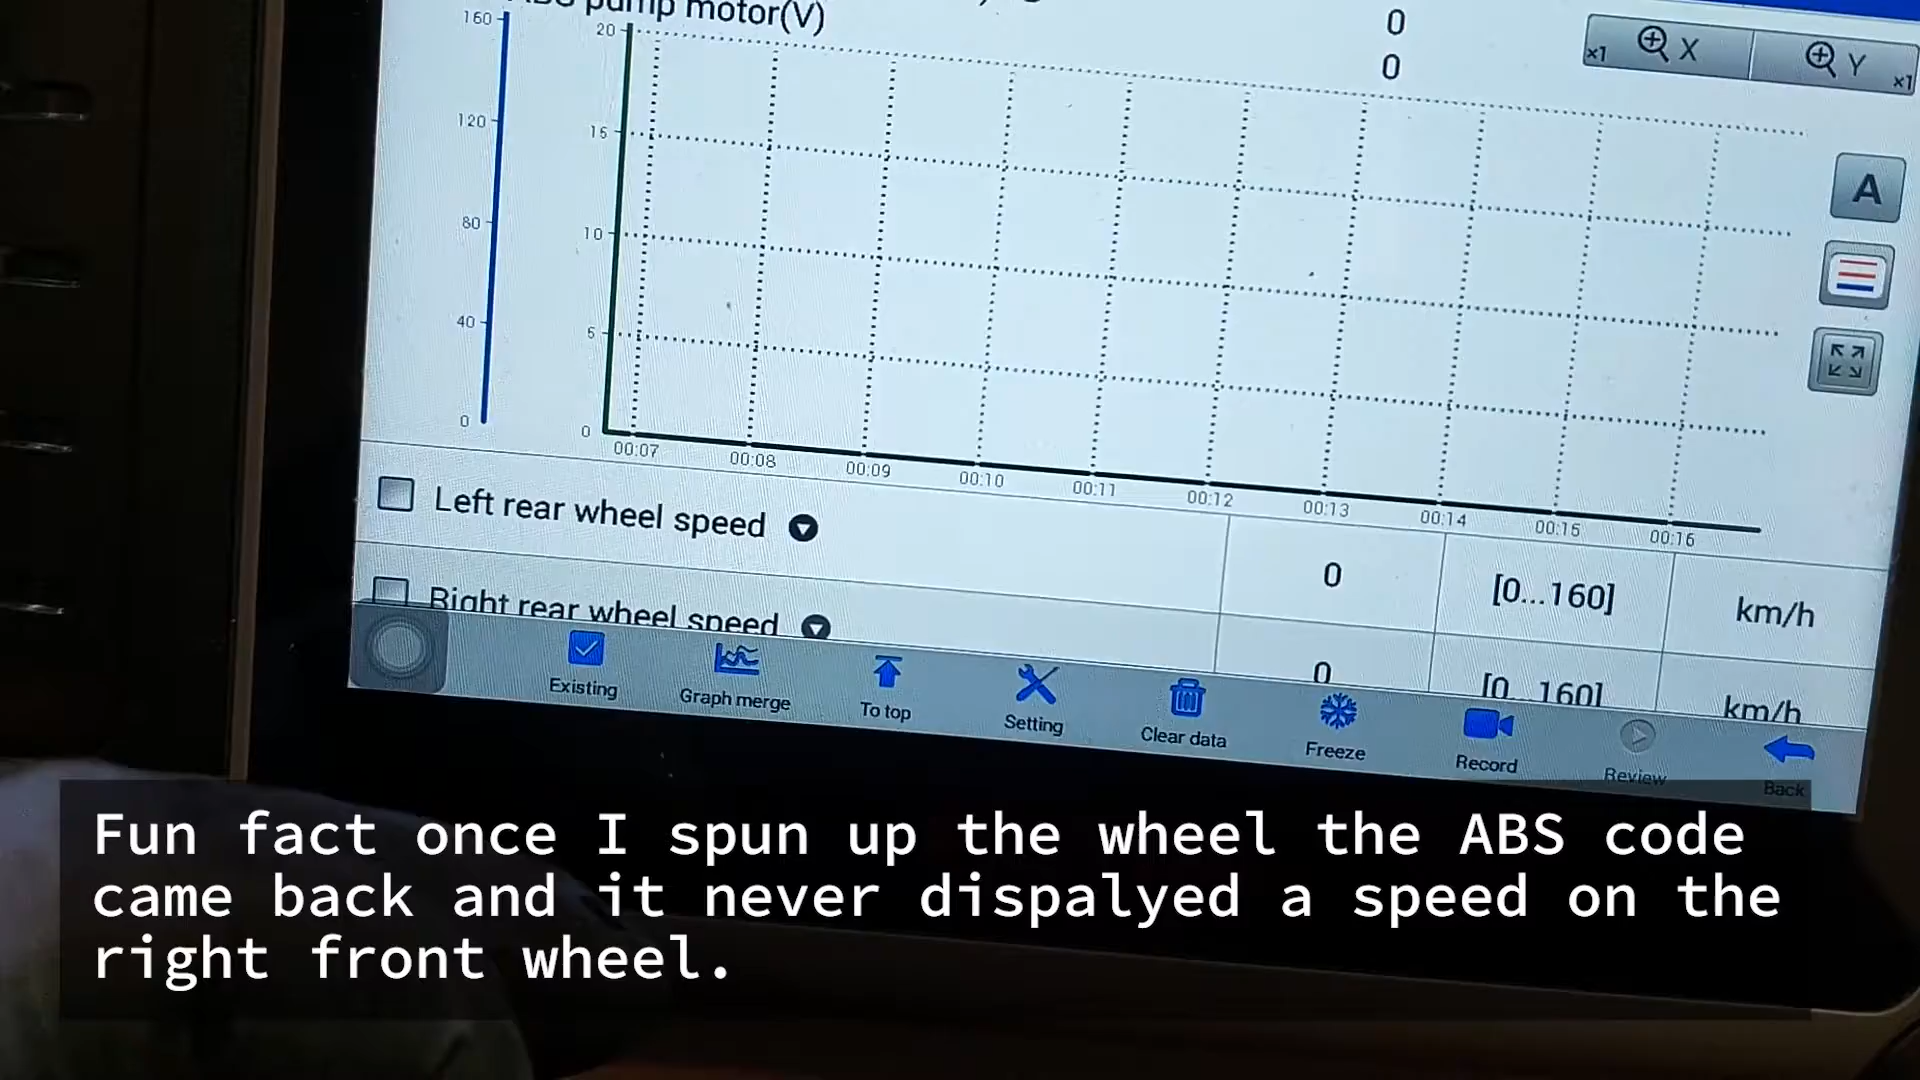 pump motor(V)
0
0
×1 X
Y ×1
160
120
80
40
0
20
15
10
5
0
A
00:07 00:08 00:09 00:10 00:11 00:12 00:13 00:14 00:15 00:16
Left rear wheel speed 0 [0...160] km/h
Right rear wheel speed 0 [0...160] km/h
Existing Graph merge To top Setting Clear data Freeze Record Review Back
Fun fact once I spun up the wheel the ABS code
came back and it never dispalyed a speed on the
right front wheel.